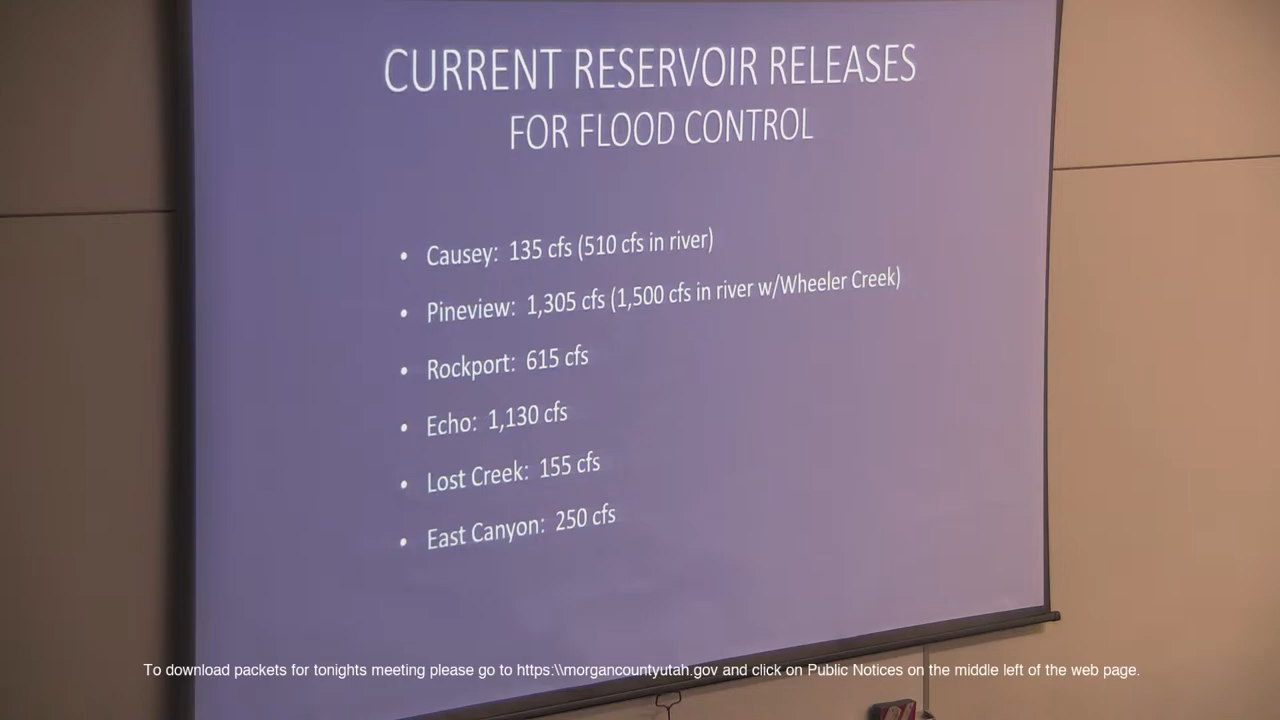 CURRENT RESERVOIR RELEASES
FOR FLOOD CONTROL
• Causey: 135 cfs (510 cfs in river)
• Pineview: 1,305 cfs (1,500 cfs in river w/Wheeler Creek)
• Rockport: 615 cfs
• Echo: 1,130 cfs
• Lost Creek: 155 cfs
• East Canyon: 250 cfs
To download packets for tonights meeting please go to https:\\morgancountyutah.gov and click on Public Notices on the middle left of the web page.